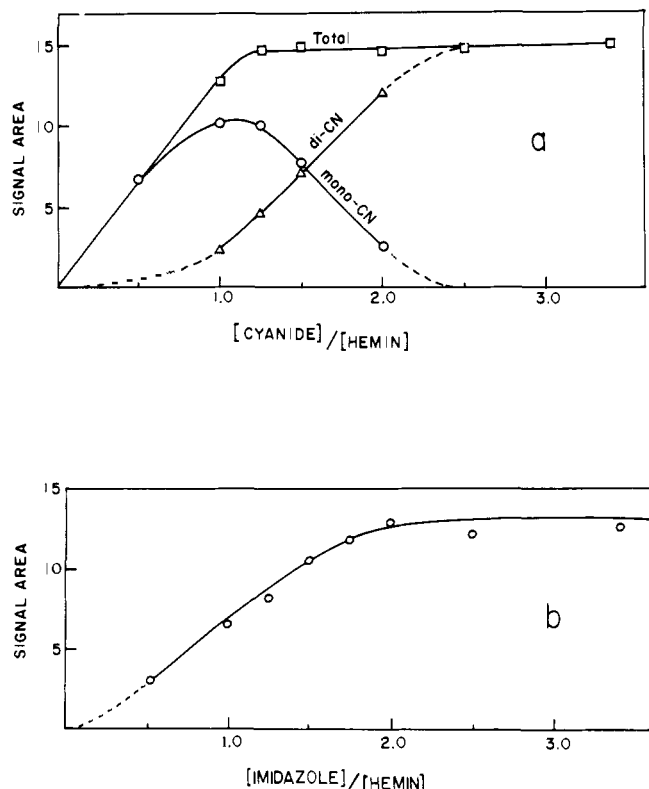 15
Total
a
10
di-CN
mono-CN
5
SIGNAL AREA
1.0 2.0 3.0
[CYANIDE]/[HEMIN]
15
10
b
5
SIGNAL AREA
1.0 2.0 3.0
[IMIDAZOLE]/[HEMIN]